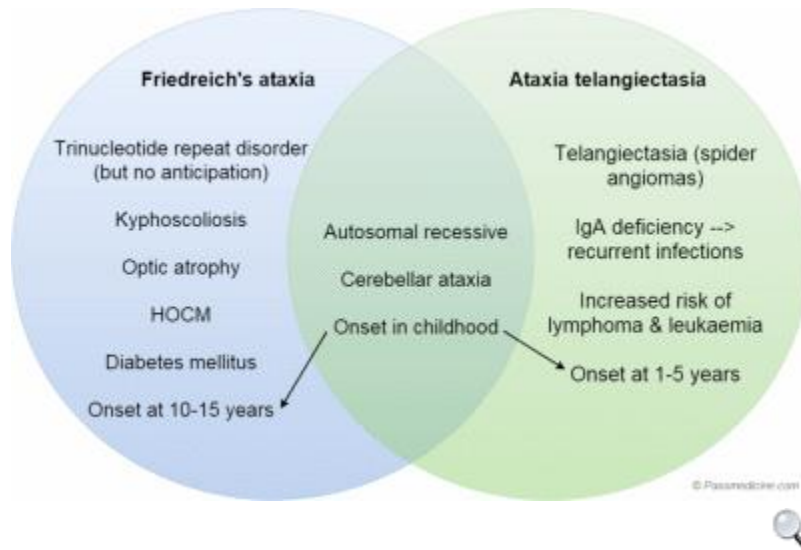 Friedreich's ataxia
Trinucleotide repeat disorder
(but no anticipation)
Kyphoscoliosis
Optic atrophy
HOCM
Diabetes mellitus
Onset at 10-15 years
Autosomal recessive
Cerebellar ataxia
Onset in childhood
Ataxia telangiectasia
Telangiectasia (spider
angiomas)
IgA deficiency -->
recurrent infections
Increased risk of
lymphoma & leukaemia
Onset at 1-5 years
© Passmedicine.com